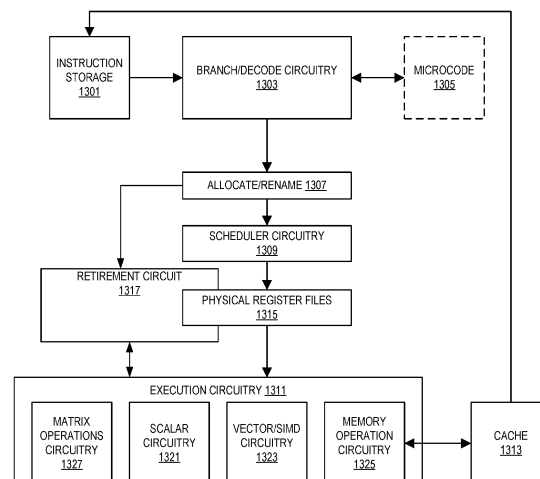 INSTRUCTION
STORAGE
1301
BRANCH/DECODE CIRCUITRY
1303
MICROCODE
1305
ALLOCATE/RENAME 1307
SCHEDULER CIRCUITRY
1309
RETIREMENT CIRCUIT
1317
PHYSICAL REGISTER FILES
1315
EXECUTION CIRCUITRY 1311
MATRIX
OPERATIONS
CIRCUITRY
1327
SCALAR
CIRCUITRY
1321
VECTOR/SIMD
CIRCUITRY
1323
MEMORY
OPERATION
CIRCUITRY
1325
CACHE
1313